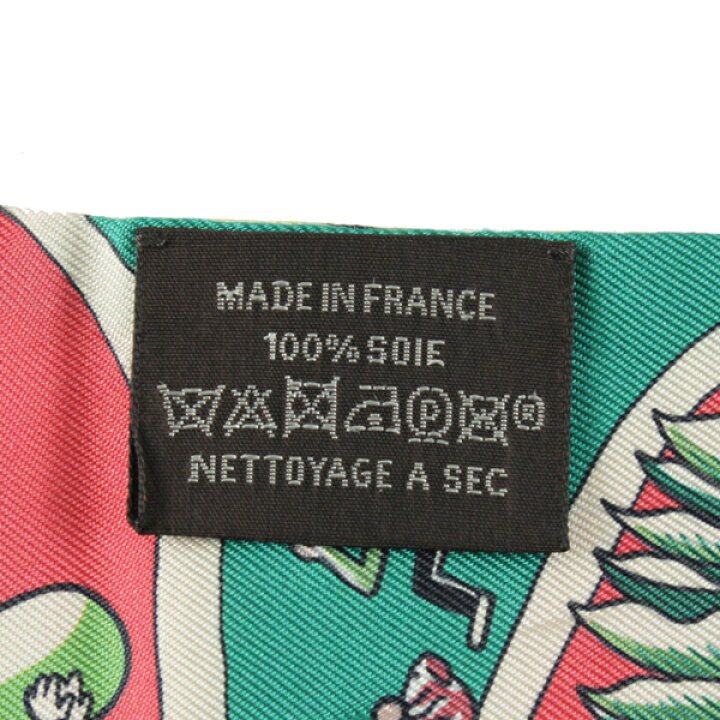 MADE IN FRANCE
100% SOIE
P ®
NETTOYAGE A SEC